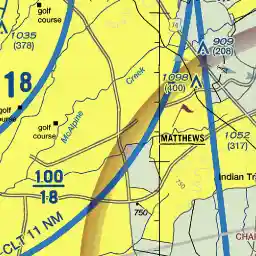 1035
(378)
golf
course
909
(208)
18
golf
course
Creek
1098
(400)
golf
course
McAlpine
MATTHEWS
1052
(317)
100
18
Indian Tr
750
CLT 11 NM
CHA